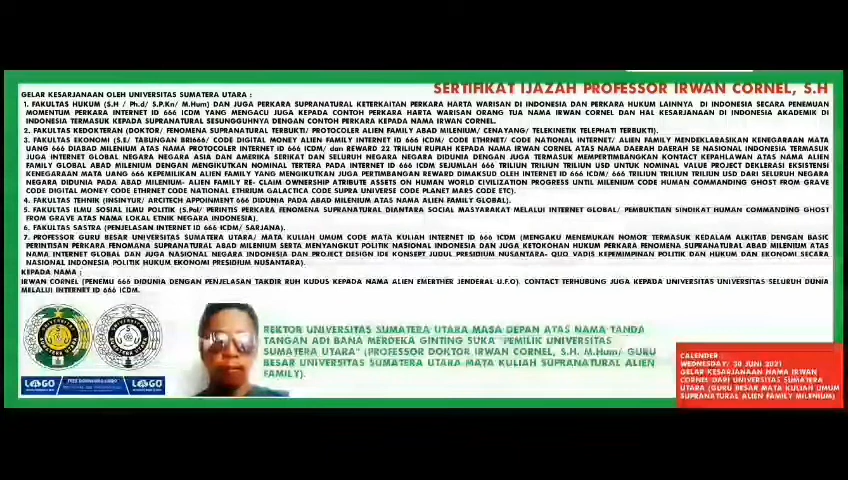 SERTIFIKAT IJAZAH PROFESSOR IRWAN CORNEL, S.H
GELAR KESARJANAAN OLEH UNIVERSITAS SUMATERA UTARA :
1. FAKULTAS HUKUM (S.H / Ph.d/ S.P.Kn/ M.Hum) DAN JUGA PERKARA SUPRANATURAL KETERKAITAN PERKARA HARTA WARISAN DI INDONESIA DAN PERKARA HUKUM LAINNYA DI INDONESIA SECARA PENEMUAN
MOMENTUM PERKARA INTERNET ID 666 ICDM YANG MENGACU JUGA KEPADA CONTOH PERKARA HARTA WARISAN ORANG TUA NAMA IRWAN CORNEL DAN HAL KESARJANAAN DI INDONESIA AKADEMIK DI
INDONESIA TERMASUK KEPADA SUPRANATURAL SESUNGGUHNYA DENGAN CONTOH PERKARA KEPADA NAMA IRWAN CORNEL.
2. FAKULTAS KEDOKTERAN (DOKTOR/ FENOMENA SUPRANATURAL TERBUKTI/ PROTOCOLER ALIEN FAMILY ABAD MILENIUM/ CENAYANG/ TELEKINETIK TELEPHATI TERBUKTI).
3. FAKULTAS EKONOMI (S.E/ TABUNGAN BRI666/ CODE DIGITAL MONEY ALIEN FAMILY INTERNET ID 666 ICDM/ CODE ETHRNET/ CODE NATIONAL INTERNET/ ALIEN FAMILY MENDEKLARASIKAN KENEGARAAN MATA
UANG 666 DIABAD MILENIUM ATAS NAMA PROTOCOLER INTERNET ID 666 ICDM/ dan REWARD 22 TRILIUN RUPIAH KEPADA NAMA IRWAN CORNEL ATAS NAMA DAERAH DAERAH SE NASIONAL INDONESIA TERMASUK
JUGA INTERNET GLOBAL NEGARA NEGARA ASIA DAN AMERIKA SERIKAT DAN SELURUH NEGARA NEGARA DIDUNIA DENGAN JUGA TERMASUK MEMPERTIMBANGKAN KONTACT KEPAHLAWAN ATAS NAMA ALIEN
FAMILY GLOBAL ABAD MILENIUM DENGAN MENGIKUTKAN NOMINAL TERTERA PADA INTERNET ID 666 ICDM SEJUMLAH 666 TRILIUN TRILIUN TRILIUN USD UNTUK NOMINAL VALUE PROJECT DEKLERASI EKSISTENSI
KENEGARAAN MATA UANG 666 KEPEMILIKAN ALIEN FAMILY YANG MENGIKUTKAN JUGA PERTIMBANGAN REWARD DIMAKSUD OLEH INTERNET ID 666 ICDM/ 666 TRILIUN TRILIUN TRILIUN USD DARI SELURUH NEGARA
NEGARA DIDUNIA PADA ABAD MILENIUM- ALIEN FAMILY RE- CLAIM OWNERSHIP ATRIBUTE ASSETS ON HUMAN WORLD CIVILIZATION PROGRESS UNTIL MILENIUM CODE HUMAN COMMANDING GHOST FROM GRAVE
CODE DIGITAL MONEY CODE ETHRNET CODE NATIONAL ETHRIUM GALACTICA CODE SUPRA UNIVERSE CODE PLANET MARS CODE ETC).
4. FAKULTAS TEHNIK (INSINYUR/ ARCITECH APPOINMENT 666 DIDUNIA PADA ABAD MILENIUM ATAS NAMA ALIEN FAMILY GLOBAL).
5. FAKULTAS ILMU SOSIAL ILMU POLITIK (S.Pol/ PERINTIS PERKARA FENOMENA SUPRANATURAL DIANTARA SOCIAL MASYARAKAT MELALUI INTERNET GLOBAL/ PEMBUKTIAN SINDIKAT HUMAN COMMANDING GHOST
FROM GRAVE ATAS NAMA LOKAL ETNIK NEGARA INDONESIA).
6. FAKULTAS SASTRA (PENJELASAN INTERNET ID 666 ICDM/ SARJANA).
7. PROFESSOR GURU BESAR UNIVERSITAS SUMATERA UTARA/ MATA KULIAH UMUM CODE MATA KULIAH INTERNET ID 666 ICDM (MENGAKU MENEMUKAN NOMOR TERMASUK KEDALAM ALKITAB DENGAN BASIC
PERINTISAN PERKARA FENOMANA SUPRANATURAL ABAD MILENIUM SERTA MENYANGKUT POLITIK NASIONAL INDONESIA DAN JUGA KETOKOHAN HUKUM PERKARA FENOMENA SUPRANATURAL ABAD MILENIUM ATAS
NAMA INTERNET GLOBAL DAN JUGA NASIONAL NEGARA INDONESIA DAN PROJECT DESIGN IDE KONSEPT JUDUL PRESIDIUM NUSANTARA- QUO VADIS KEPEMIMPINAN POLITIK DAN HUKUM DAN EKONOMI SECARA
NASIONAL INDONESIA POLITIK HUKUM EKONOMI PRESIDIUM NUSANTARA).
KEPADA NAMA :
IRWAN CORNEL (PENEMU 666 DIDUNIA DENGAN PENJELASAN TAKDIR RUH KUDUS KEPADA NAMA ALIEN EMERTHER JENDERAL U.F.O). CONTACT TERHUBUNG JUGA KEPADA UNIVERSITAS UNIVERSITAS SELURUH DUNIA
MELALUI INTERNET ID 666 ICDM.
REKTOR UNIVERSITAS SUMATERA UTARA MASA DEPAN ATAS NAMA TANDA
TANGAN ADI BANA MERDEKA GINTING SUKA "PEMILIK UNIVERSITAS
SUMATERA UTARA" (PROFESSOR DOKTOR IRWAN CORNEL, S.H. M.Hum/ GURU
BESAR UNIVERSITAS SUMATERA UTARA MATA KULIAH SUPRANATURAL ALIEN
FAMILY).
LOGO
LOGO
CALENDER :
WEDNESDAY/ 30 JUNI 2021
GELAR KESARJANAAN NAMA IRWAN
CORNEL DARI UNIVERSITAS SUMATERA
UTARA (GURU BESAR MATA KULIAH UMUM
SUPRANATURAL ALIEN FAMILY MILENIUM)